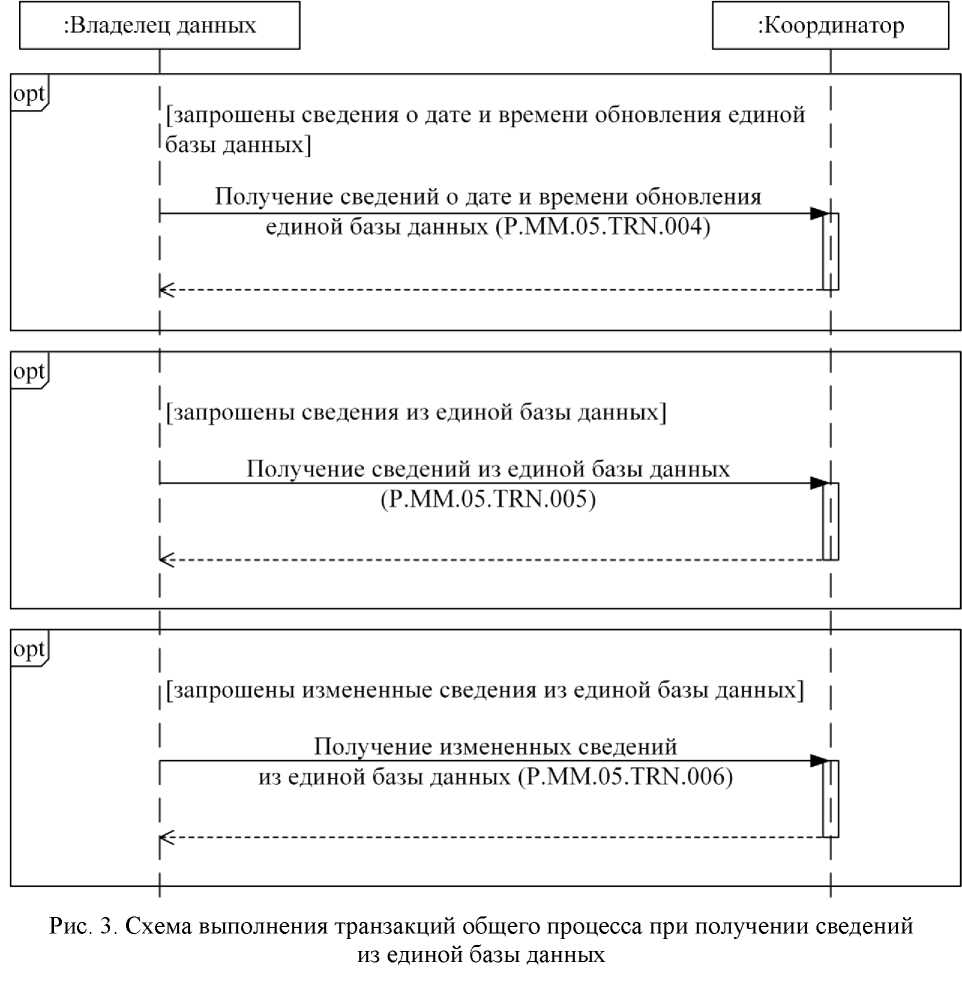 :Владелец данных
:Координатор
opt
[запрошены сведения о дате и времени обновления единой
базы данных]
Получение сведений о дате и времени обновления
единой базы данных (P.MM.05.TRN.004)
opt
[запрошены сведения из единой базы данных]
Получение сведений из единой базы данных
(P.MM.05.TRN.005)
opt
[запрошены измененные сведения из единой базы данных]
Получение измененных сведений
из единой базы данных (P.MM.05.TRN.006)
Рис. 3. Схема выполнения транзакций общего процесса при получении сведений
из единой базы данных